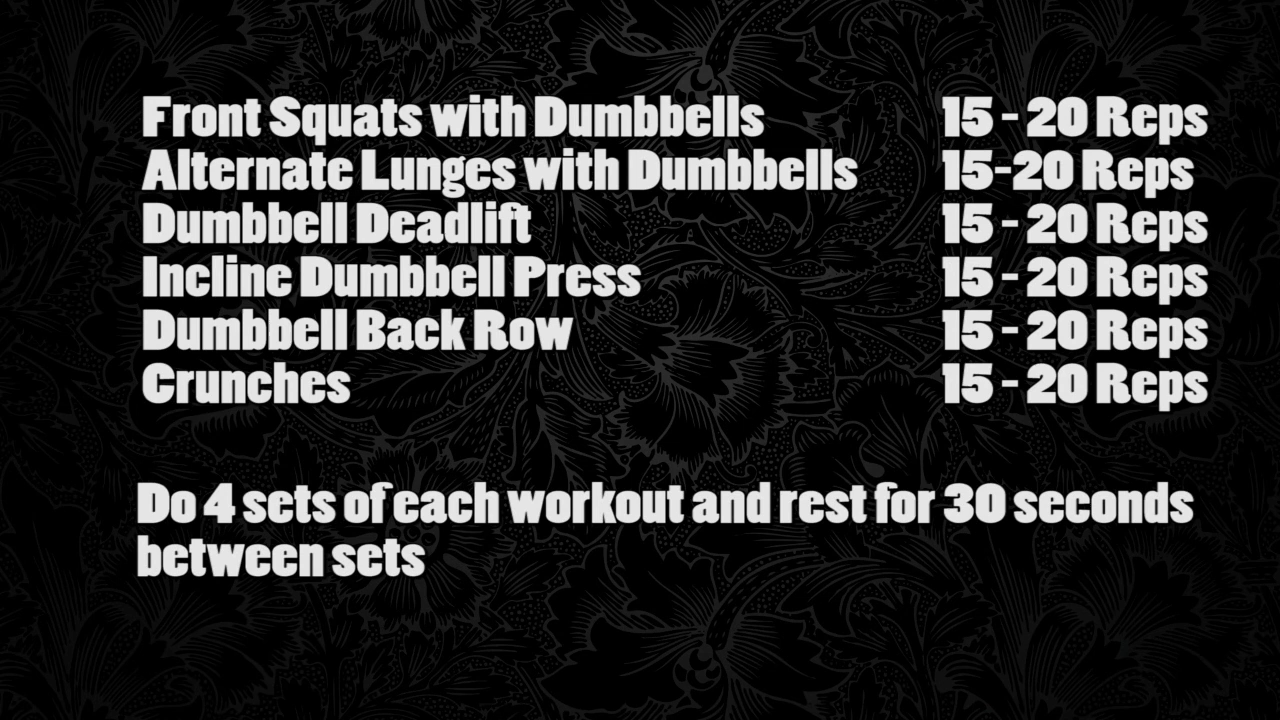 Front Squats with Dumbbells 15 - 20 Reps
Alternate Lunges with Dumbbells 15-20 Reps
Dumbbell Deadlift 15 - 20 Reps
Incline Dumbbell Press 15 - 20 Reps
Dumbbell Back Row 15 - 20 Reps
Crunches 15 - 20 Reps
Do 4 sets of each workout and rest for 30 seconds
between sets